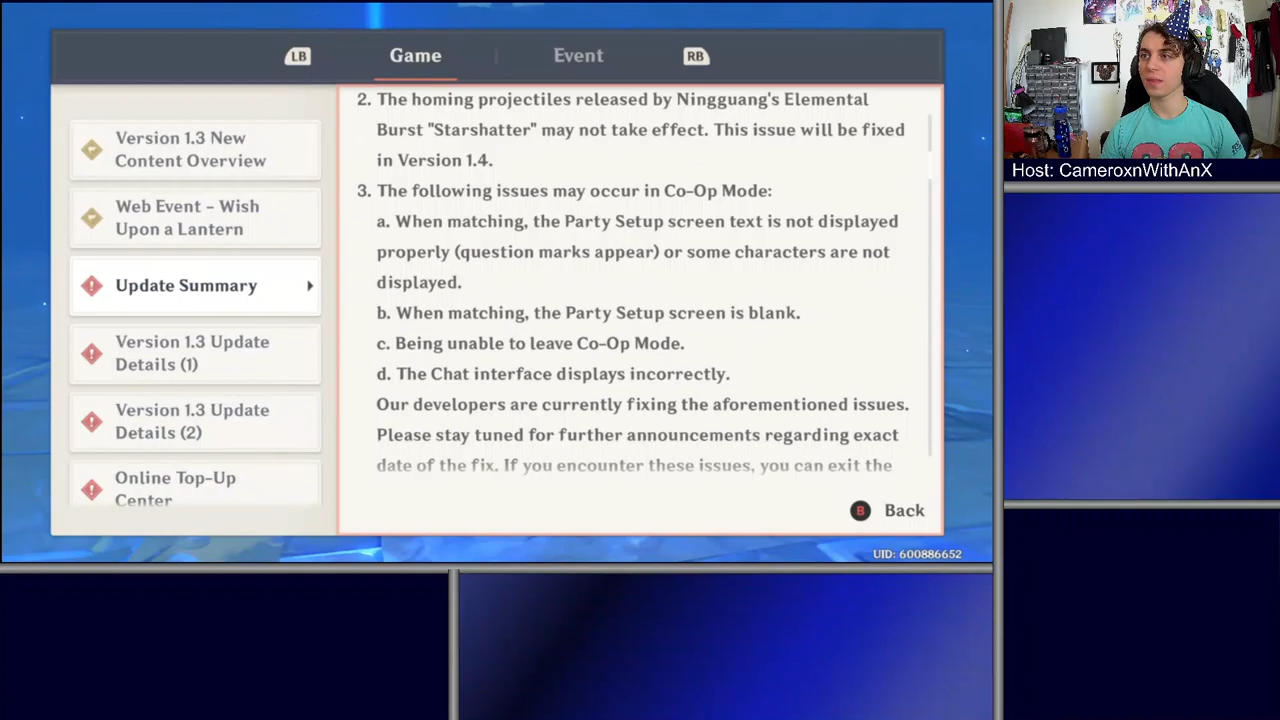 LB
Game
Event
RB
Version 1.3 New
Content Overview
Web Event - Wish
Upon a Lantern
Update Summary
Version 1.3 Update
Details (1)
Version 1.3 Update
Details (2)
Online Top-Up
Center
2. The homing projectiles released by Ningguang's Elemental
Burst "Starshatter" may not take effect. This issue will be fixed
in Version 1.4.
3. The following issues may occur in Co-Op Mode:
a. When matching, the Party Setup screen text is not displayed
properly (question marks appear) or some characters are not
displayed.
b. When matching, the Party Setup screen is blank.
c. Being unable to leave Co-Op Mode.
d. The Chat interface displays incorrectly.
Our developers are currently fixing the aforementioned issues.
Please stay tuned for further announcements regarding exact
date of the fix. If you encounter these issues, you can exit the
B Back
UID: 600886652
Host: CameroxnWithAnX